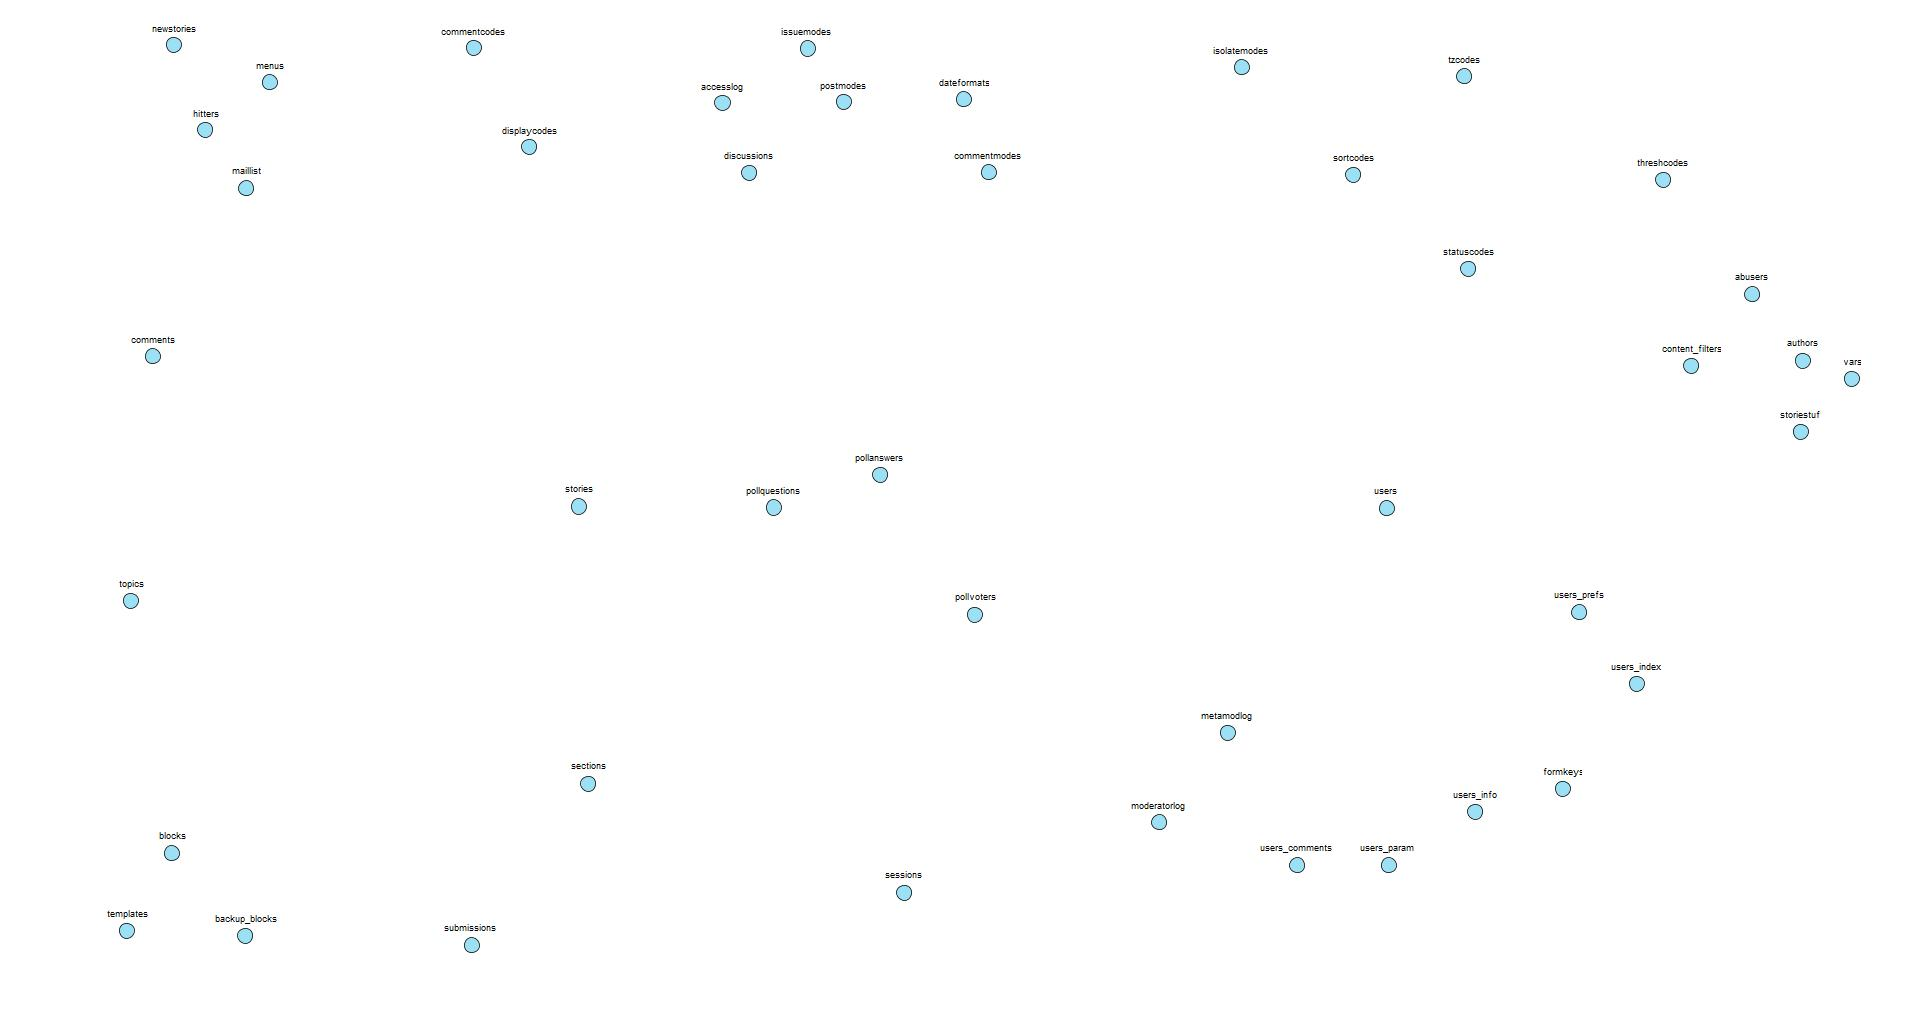 newstories
commentcodes
issuemodes
isolatemodes
tzcodes
menus
accesslog
postmodes
dateformats
hitters
displaycodes
discussions
commentmodes
sortcodes
threshcodes
maillist
statuscodes
abusers
comments
content_filters
authors
vars
storiestuf
pollanswers
stories
pollquestions
users
topics
pollvoters
users_prefs
users_index
metamodlog
sections
formkeys
users_info
moderatorlog
blocks
users_comments
users_param
sessions
templates
backup_blocks
submissions